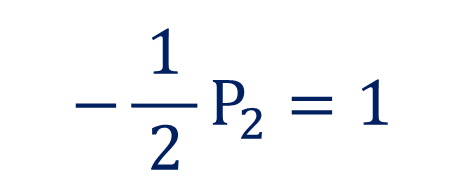 −1/2 P₂ = 1